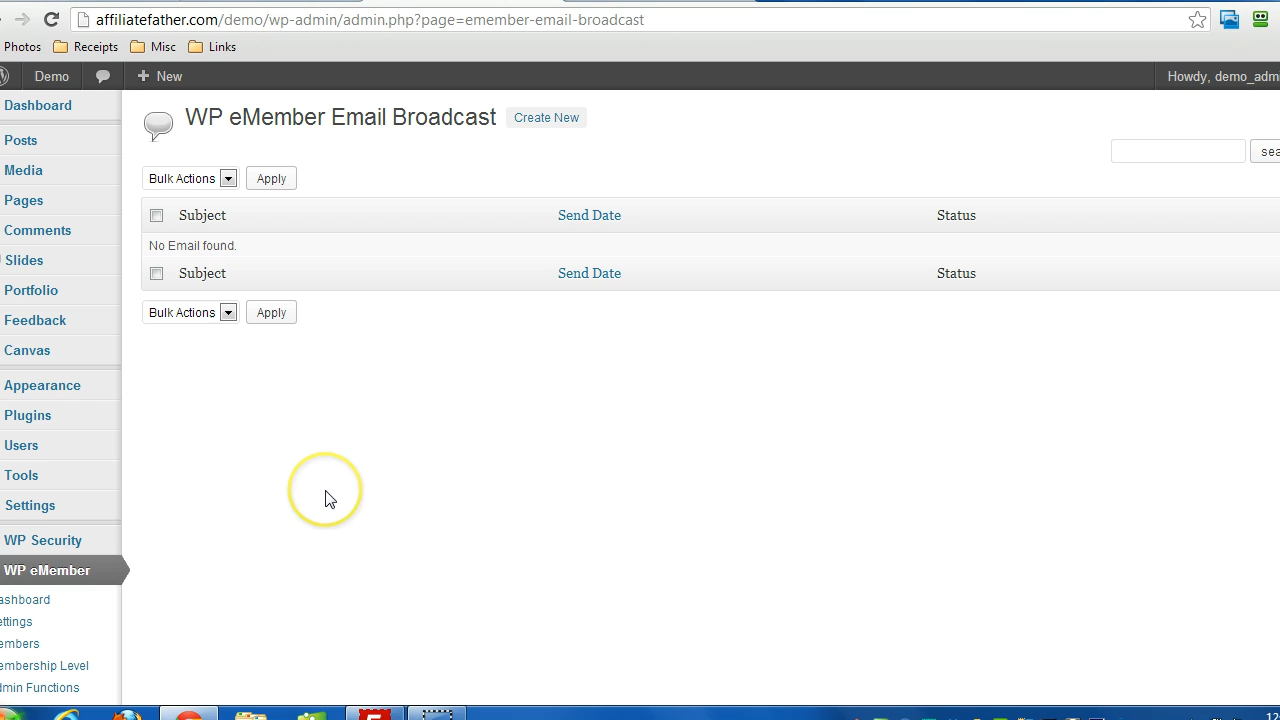 affiliatefather.com/demo/wp-admin/admin.php?page=emember-email-broadcast
Photos Receipts Misc Links
Demo New Howdy, demo_admi
Dashboard
Posts
Media
Pages
Comments
Slides
Portfolio
Feedback
Canvas
Appearance
Plugins
Users
Tools
Settings
WP Security
WP eMember
ashboard
ettings
embers
embership Level
dmin Functions
WP eMember Email Broadcast Create New
sea
Bulk Actions Apply
Subject Send Date Status
No Email found.
Subject Send Date Status
Bulk Actions Apply